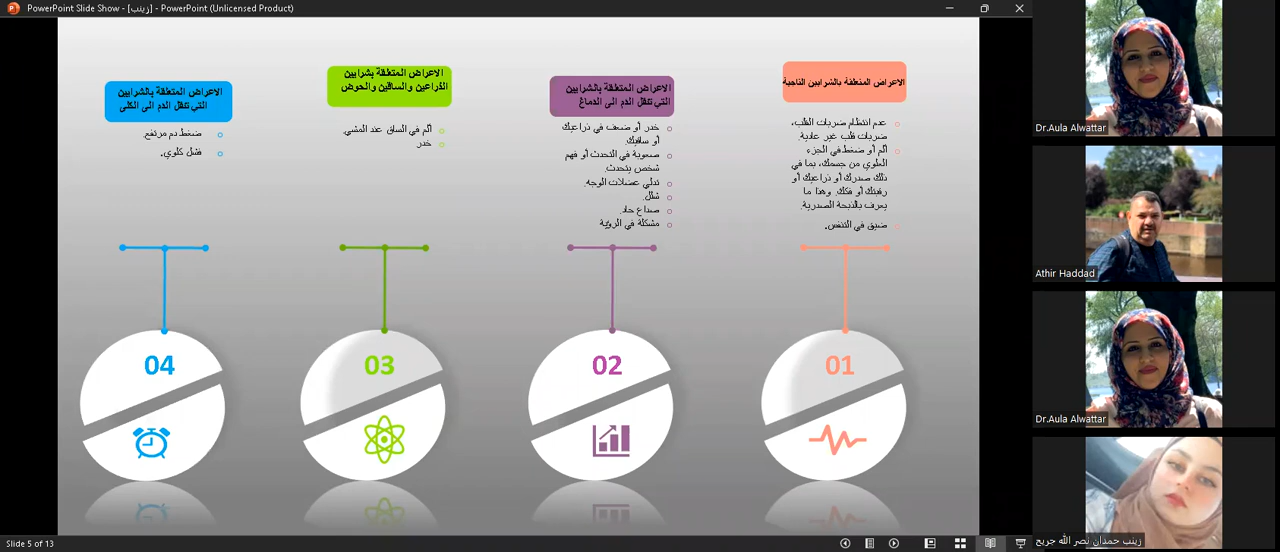 PowerPoint Slide Show - [زينب] - PowerPoint (Unlicensed Product)
الاعراض المتعلقة بالشرايين التاجية
عدم انتظام ضربات القلب،
ضربات قلب غير عادية.
ألم أو ضغط في الجزء
العلوي من جسمك، بما في
ذلك صدرك أو ذراعيك أو
رقبتك أو فكك. وهذا ما
يعرف بالذبحة الصدرية.
ضيق في التنفس.
الاعراض المتعلقة بالشرايين
التي تنقل الدم الى الدماغ
خدر أو ضعف في ذراعيك
أو ساقيك.
صعوبة في التحدث أو فهم
شخص يتحدث.
تدلي عضلات الوجه.
شلل.
صداع حاد.
مشكلة في الرؤية
الاعراض المتعلقة بشرايين
الذراعين والساقين والحوض
ألم في الساق عند المشي.
خدر
الاعراض المتعلقة بالشرايين
التي تنقل الدم الى الكلى
ضغط دم مرتفع.
فشل كلوي.
01
02
03
04
Slide 5 of 13
Dr.Aula Alwattar
Athir Haddad
Dr.Aula Alwattar
زينب حمدان نصر الله جريح